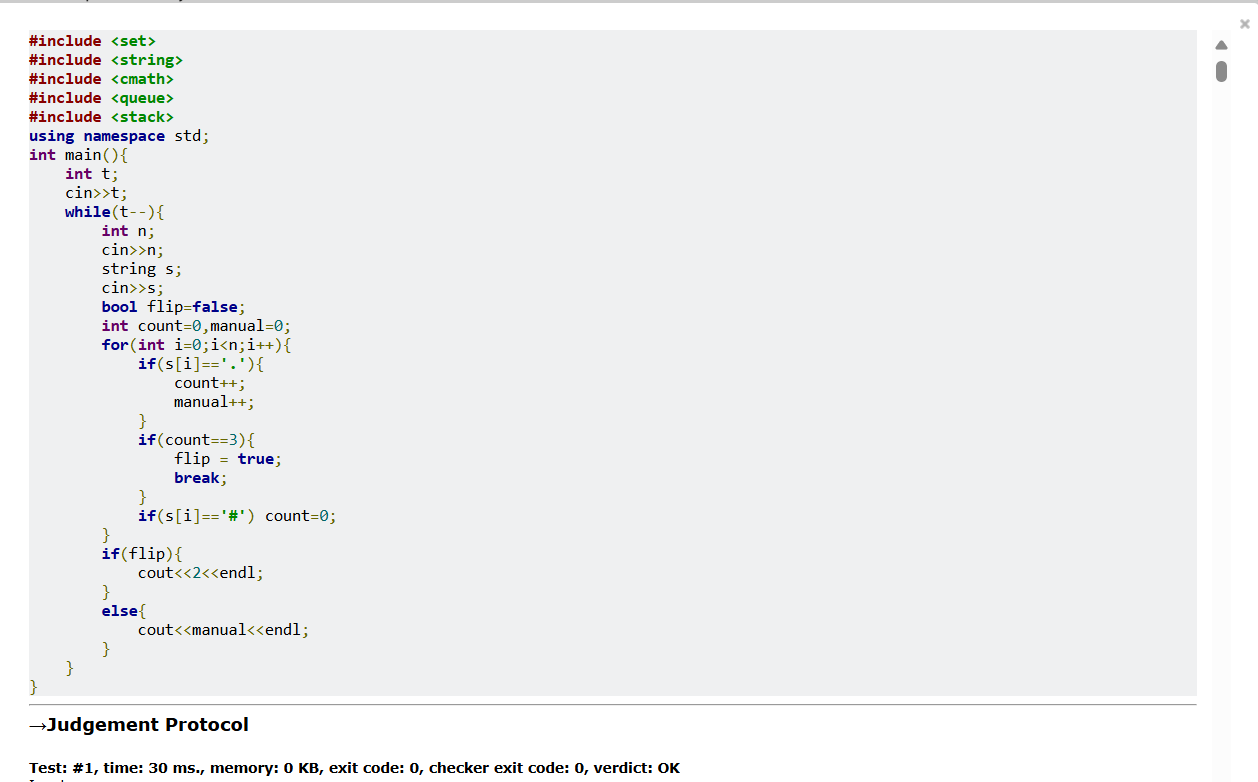 #include <set>
#include <string>
#include <cmath>
#include <queue>
#include <stack>
using namespace std;
int main(){
    int t;
    cin>>t;
    while(t--){
        int n;
        cin>>n;
        string s;
        cin>>s;
        bool flip=false;
        int count=0,manual=0;
        for(int i=0;i<n;i++){
            if(s[i]=='.'){
                count++;
                manual++;
            }
            if(count==3){
                flip = true;
                break;
            }
            if(s[i]=='#') count=0;
        }
        if(flip){
            cout<<2<<endl;
        }
        else{
            cout<<manual<<endl;
        }
    }
}
→Judgement Protocol
Test: #1, time: 30 ms., memory: 0 KB, exit code: 0, checker exit code: 0, verdict: OK